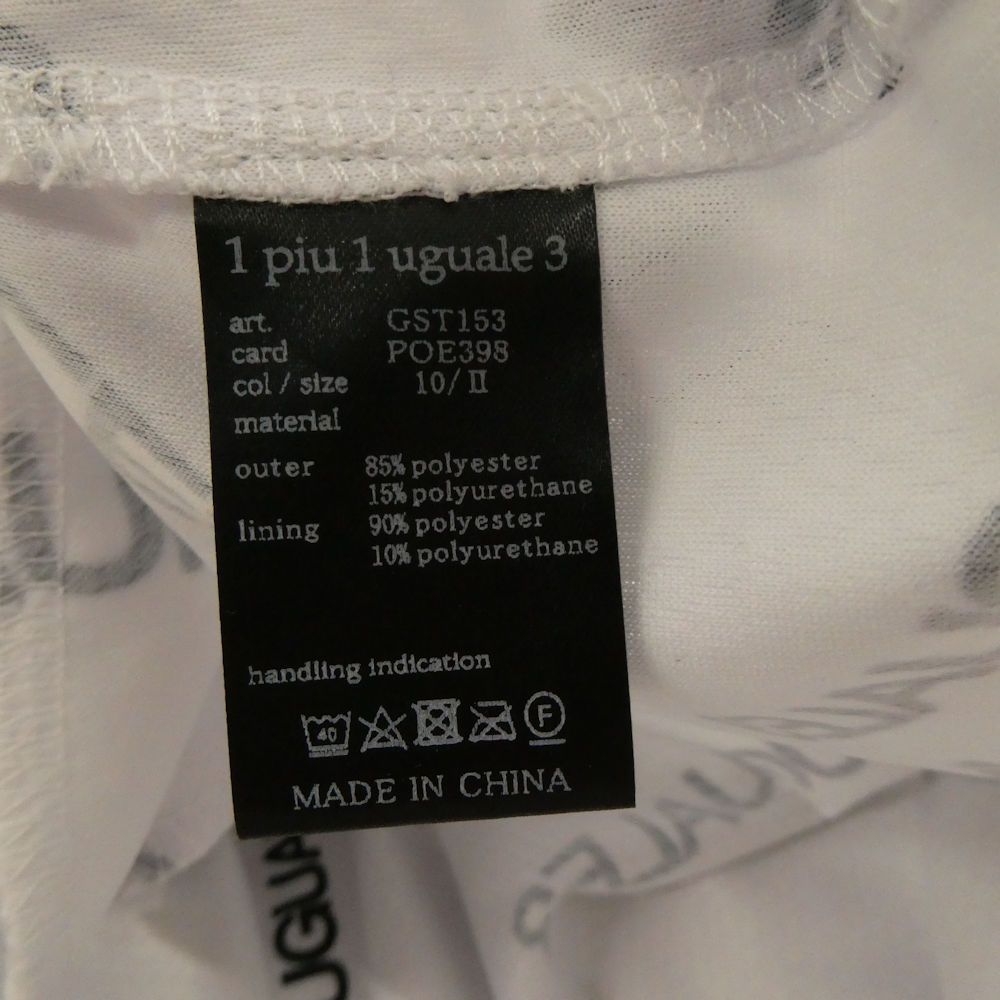 1 piu 1 uguale 3
art. GST153
card POE398
col / size 10/Ⅱ
material
outer 85% polyester
15% polyurethane
lining 90% polyester
10% polyurethane
handling indication
40 F
MADE IN CHINA
UGUA